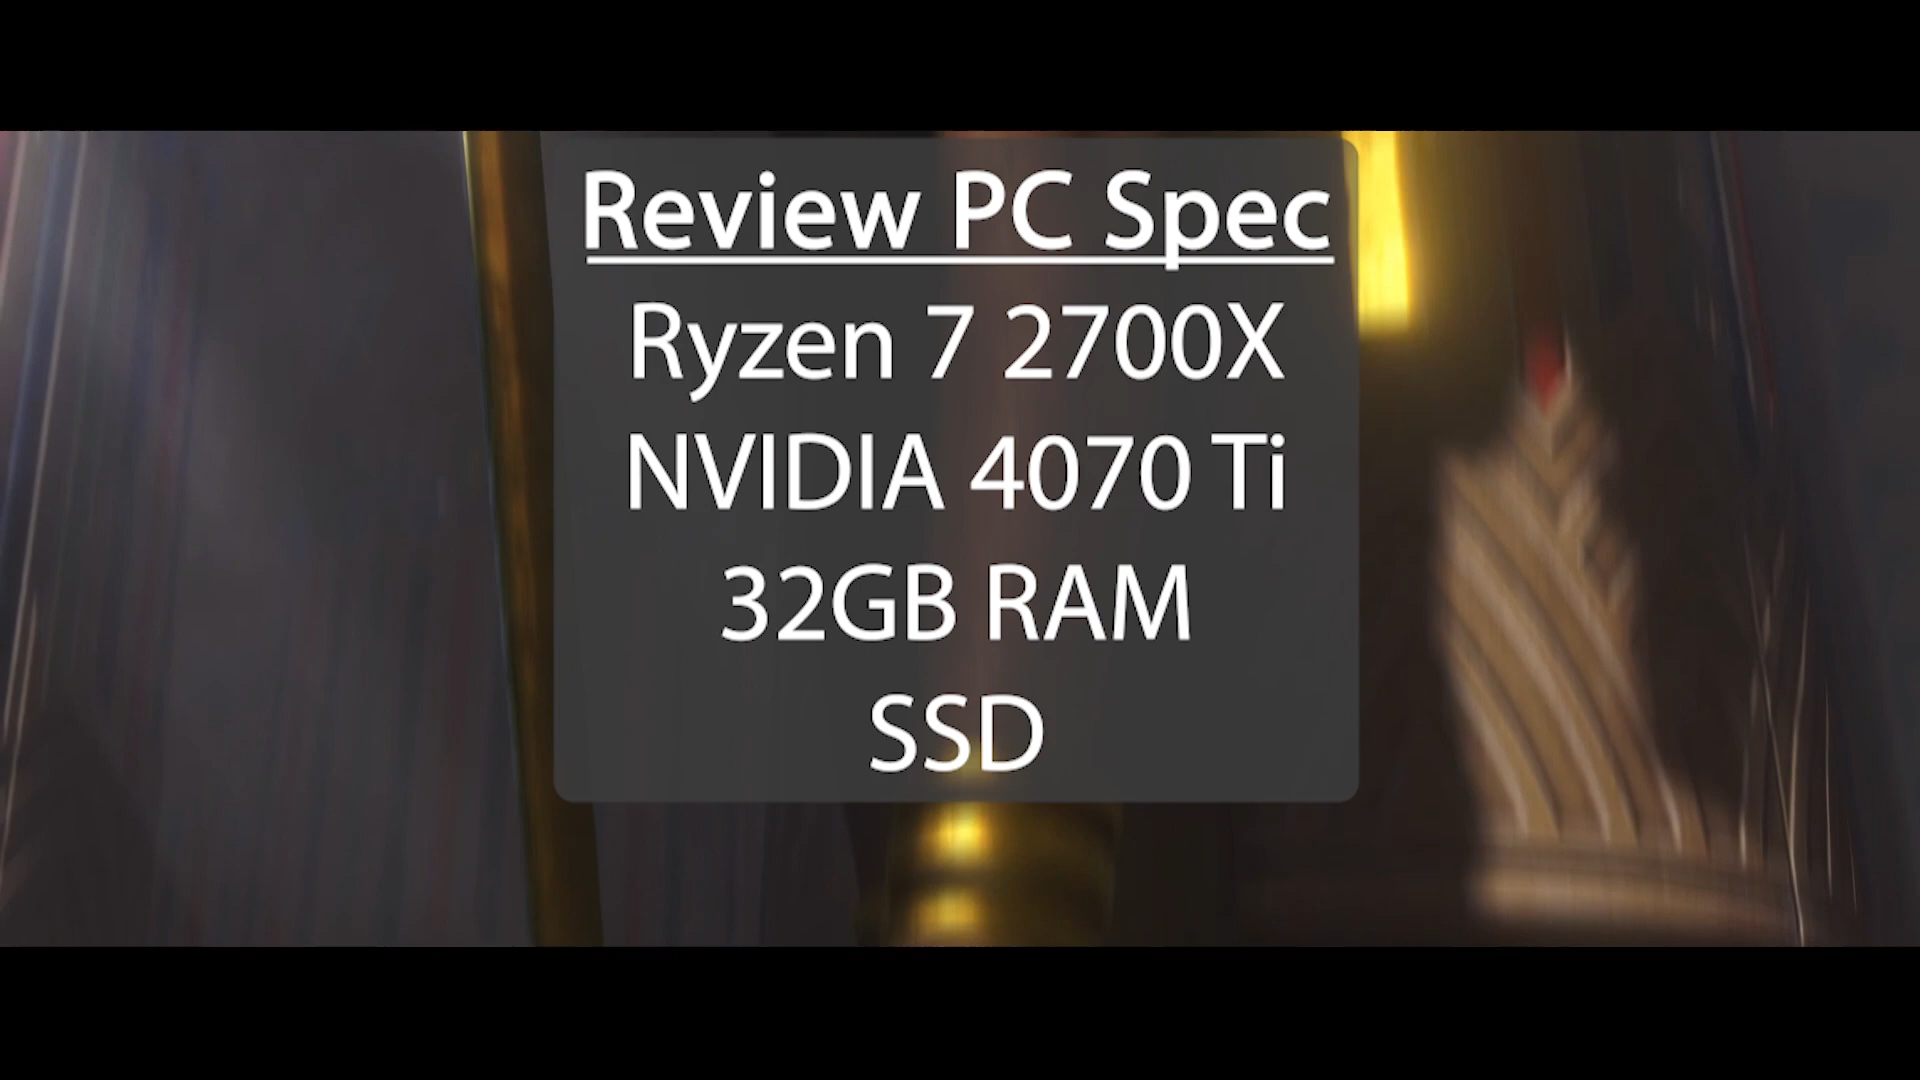 Review PC Spec
Ryzen 7 2700X
NVIDIA 4070 Ti
32GB RAM
SSD